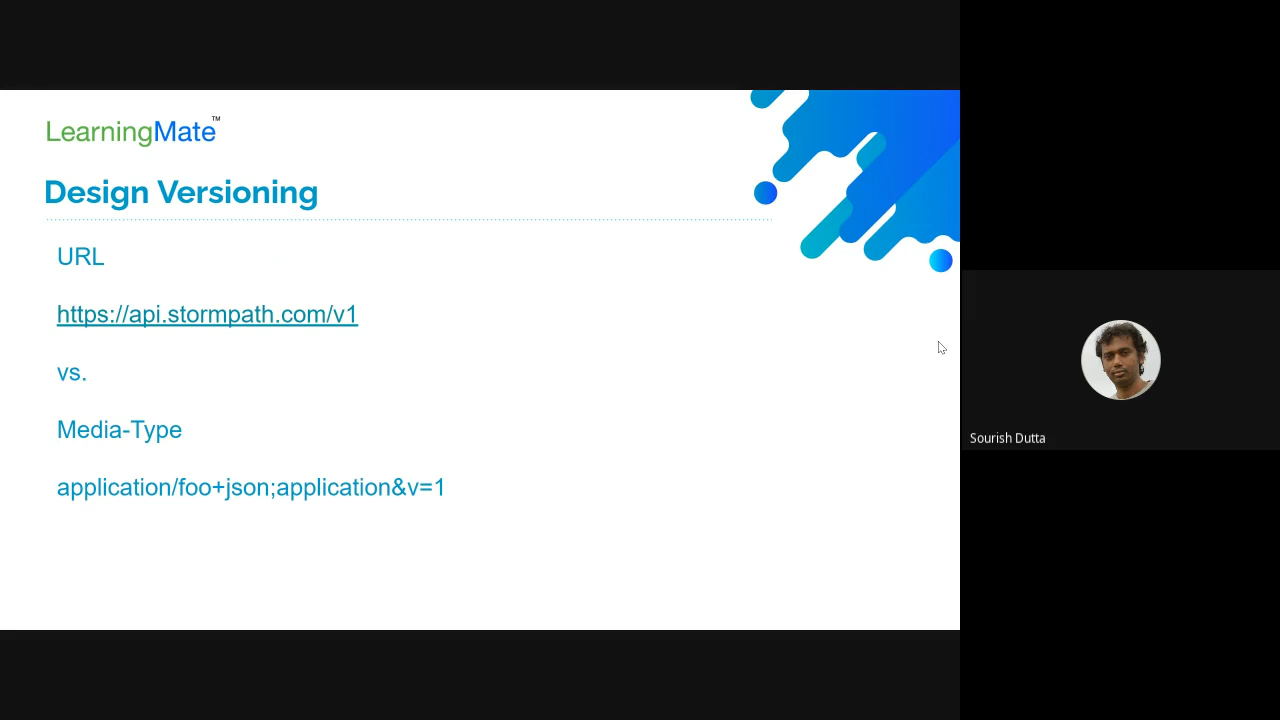 LearningMate™
Design Versioning
URL
https://api.stormpath.com/v1
vs.
Media-Type
application/foo+json;application&v=1
Sourish Dutta